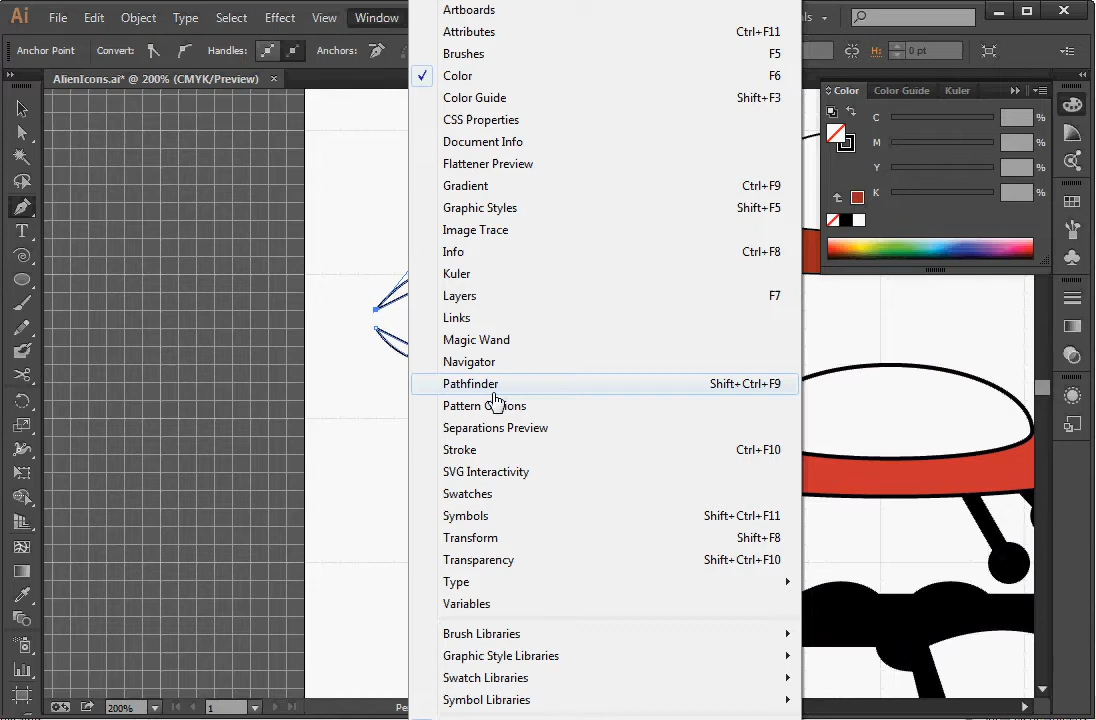 Ai File Edit Object Type Select Effect View Window
Anchor Point Convert: Handles: Anchors: H: 0 pt
AlienIcons.ai* @ 200% (CMYK/Preview) ×
Artboards
Attributes Ctrl+F11
Brushes F5
Color F6
Color Guide Shift+F3
CSS Properties
Document Info
Flattener Preview
Gradient Ctrl+F9
Graphic Styles Shift+F5
Image Trace
Info Ctrl+F8
Kuler
Layers F7
Links
Magic Wand
Navigator
Pathfinder Shift+Ctrl+F9
Pattern Options
Separations Preview
Stroke Ctrl+F10
SVG Interactivity
Swatches
Symbols Shift+Ctrl+F11
Transform Shift+F8
Transparency Shift+Ctrl+F10
Type
Variables
Brush Libraries
Graphic Style Libraries
Swatch Libraries
Symbol Libraries
Color Color Guide Kuler
C %
M %
Y %
K %
200% 1